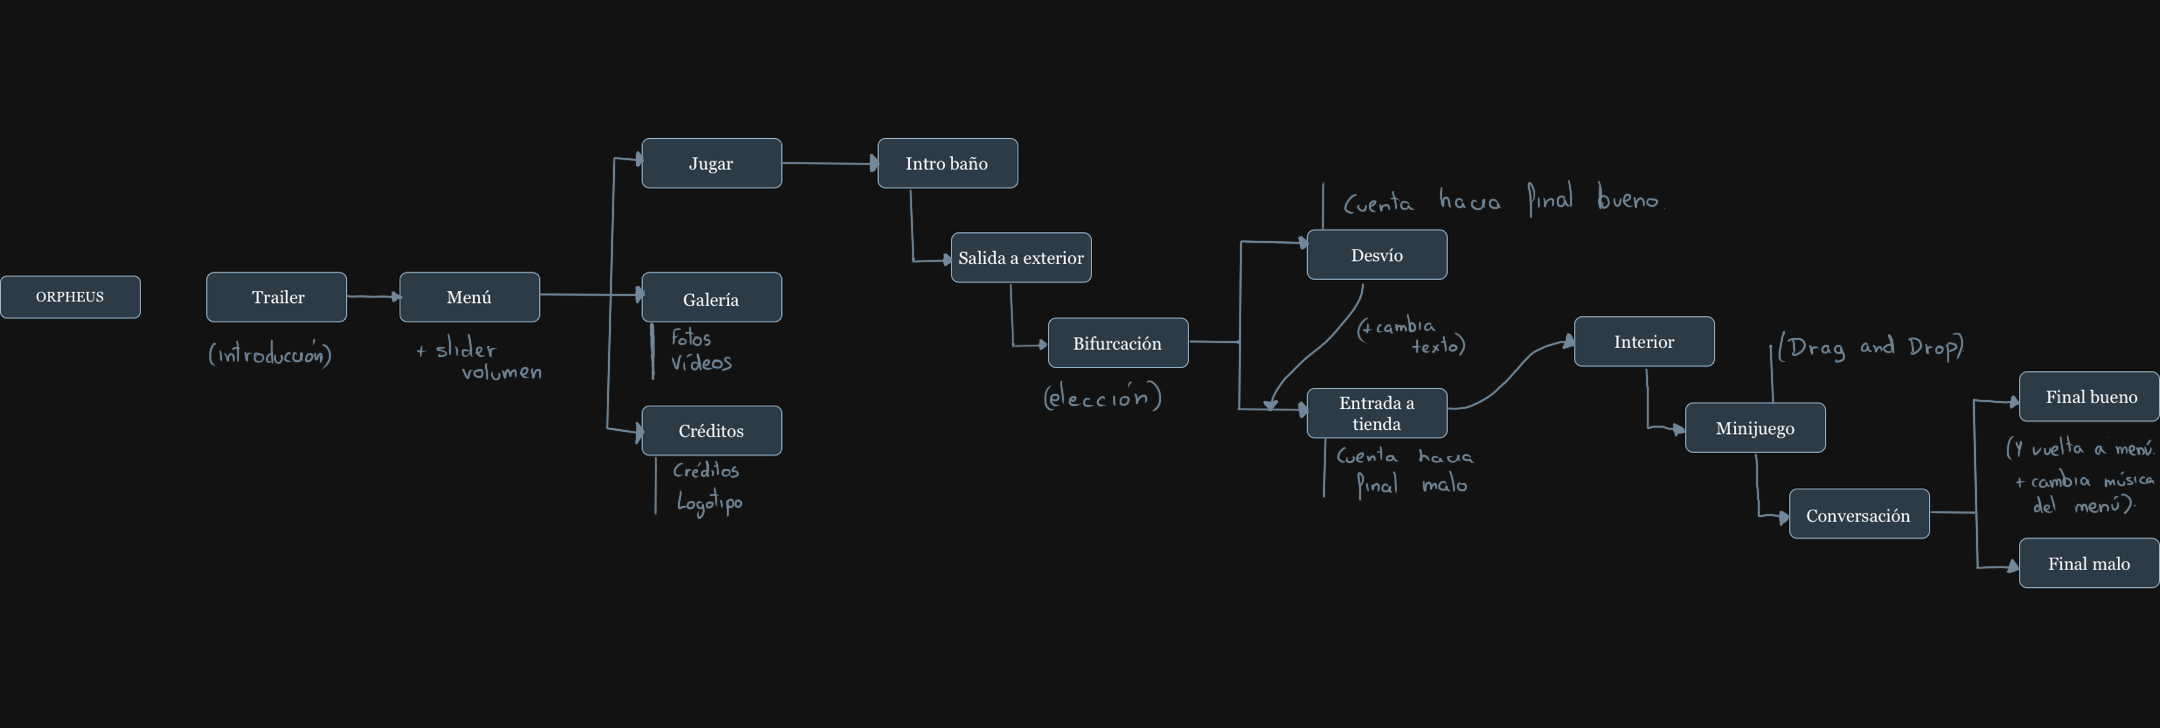 ORPHEUS
Trailer
(introducción)
Menú
+ slider
volumen
Jugar
Galería
Fotos
Vídeos
Créditos
Créditos
Logotipo
Intro baño
Salida a exterior
Bifurcación
(elección)
Cuenta hacia final bueno.
Desvío
(+cambia
texto)
Entrada a
tienda
Cuenta hacia
final malo
Interior
(Drag and Drop)
Minijuego
Conversación
Final bueno
(Y vuelta a menú.
+ cambia música
del menú).
Final malo